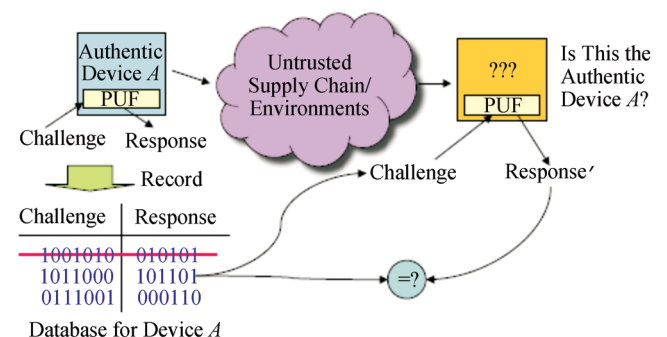 Authentic
Device A
PUF
Challenge
Response
Untrusted
Supply Chain/
Environments
???
PUF
Is This the
Authentic
Device A?
Challenge
Response′
Record
Challenge
Response
1001010
010101
1011000
101101
0111001
000110
=?
Database for Device A